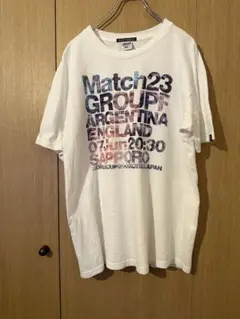 Match23
GROUPF
ARGENTINA
ENGLAND
07Jun20:30
SAPPORO